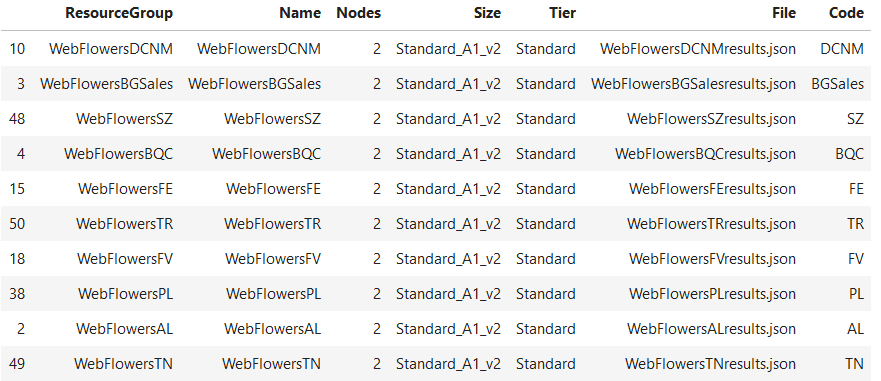 ResourceGroup Name Nodes Size Tier File Code
10 WebFlowersDCNM WebFlowersDCNM 2 Standard_A1_v2 Standard WebFlowersDCNMresults.json DCNM
3 WebFlowersBGSales WebFlowersBGSales 2 Standard_A1_v2 Standard WebFlowersBGSalesresults.json BGSales
48 WebFlowersSZ WebFlowersSZ 2 Standard_A1_v2 Standard WebFlowersSZresults.json SZ
4 WebFlowersBQC WebFlowersBQC 2 Standard_A1_v2 Standard WebFlowersBQCresults.json BQC
15 WebFlowersFE WebFlowersFE 2 Standard_A1_v2 Standard WebFlowersFEresults.json FE
50 WebFlowersTR WebFlowersTR 2 Standard_A1_v2 Standard WebFlowersTRresults.json TR
18 WebFlowersFV WebFlowersFV 2 Standard_A1_v2 Standard WebFlowersFVresults.json FV
38 WebFlowersPL WebFlowersPL 2 Standard_A1_v2 Standard WebFlowersPLresults.json PL
2 WebFlowersAL WebFlowersAL 2 Standard_A1_v2 Standard WebFlowersALresults.json AL
49 WebFlowersTN WebFlowersTN 2 Standard_A1_v2 Standard WebFlowersTNresults.json TN